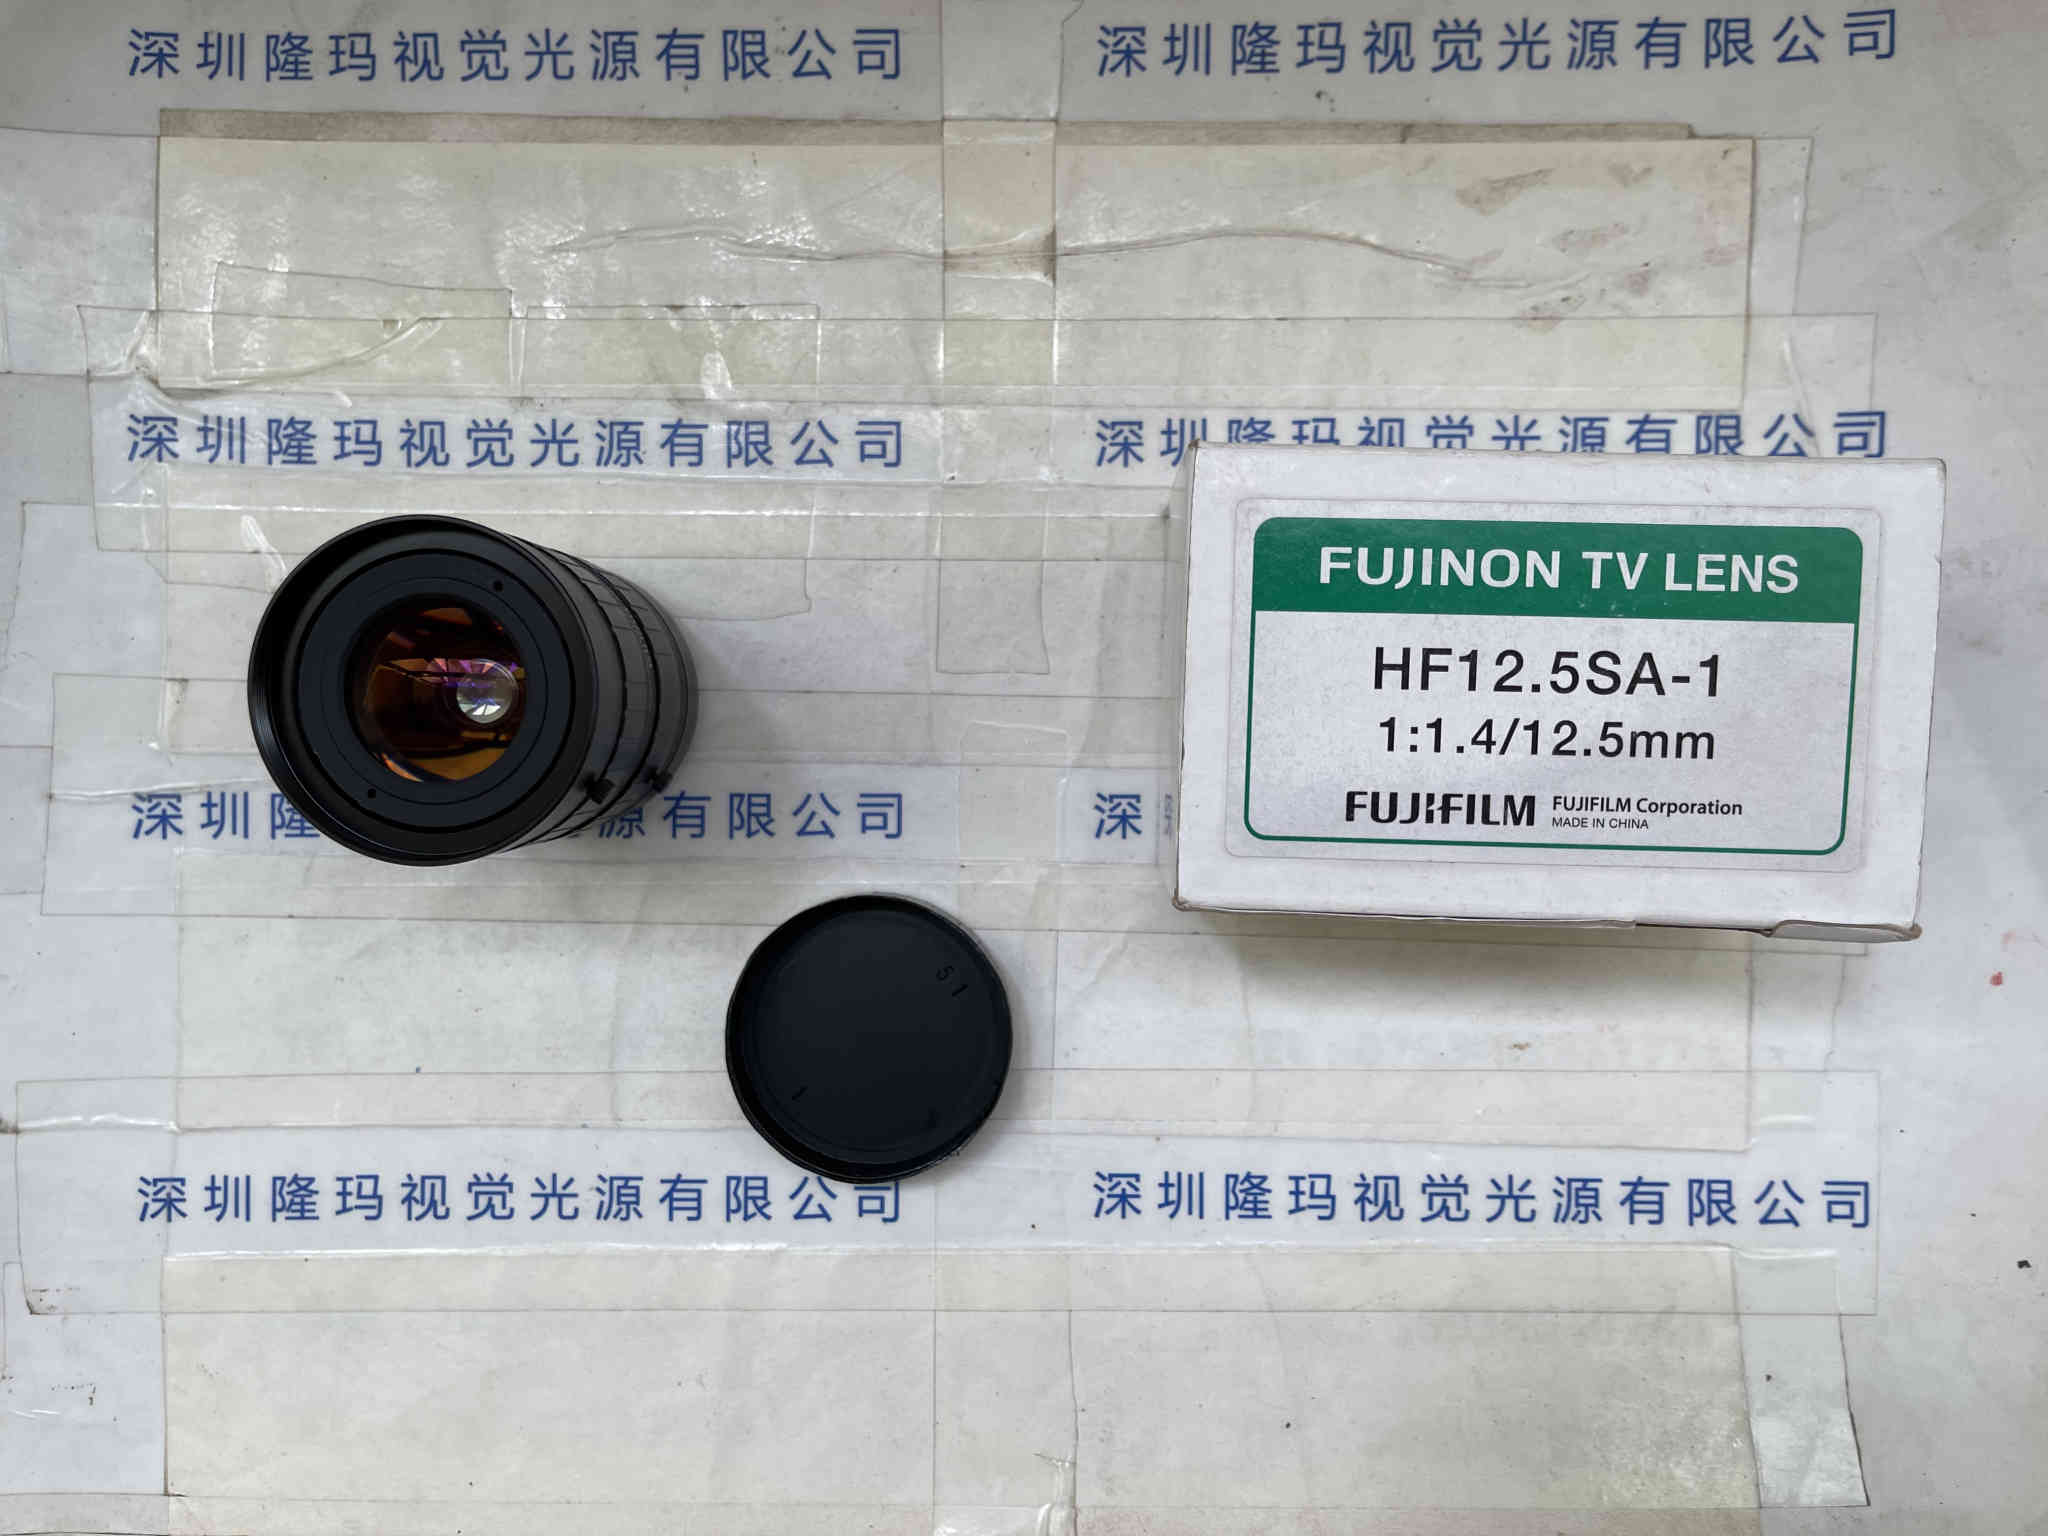 深圳隆玛视觉光源有限公司
深圳隆玛视觉光源有限公司
深圳隆玛视觉光源有限公司
深圳隆玛视觉光源有限公司
FUJINON TV LENS
HF12.5SA-1
1:1.4/12.5mm
FUJIFILM FUJIFILM Corporation
MADE IN CHINA
深圳隆 源有限公司
深
51
深圳隆玛视觉光源有限公司
深圳隆玛视觉光源有限公司